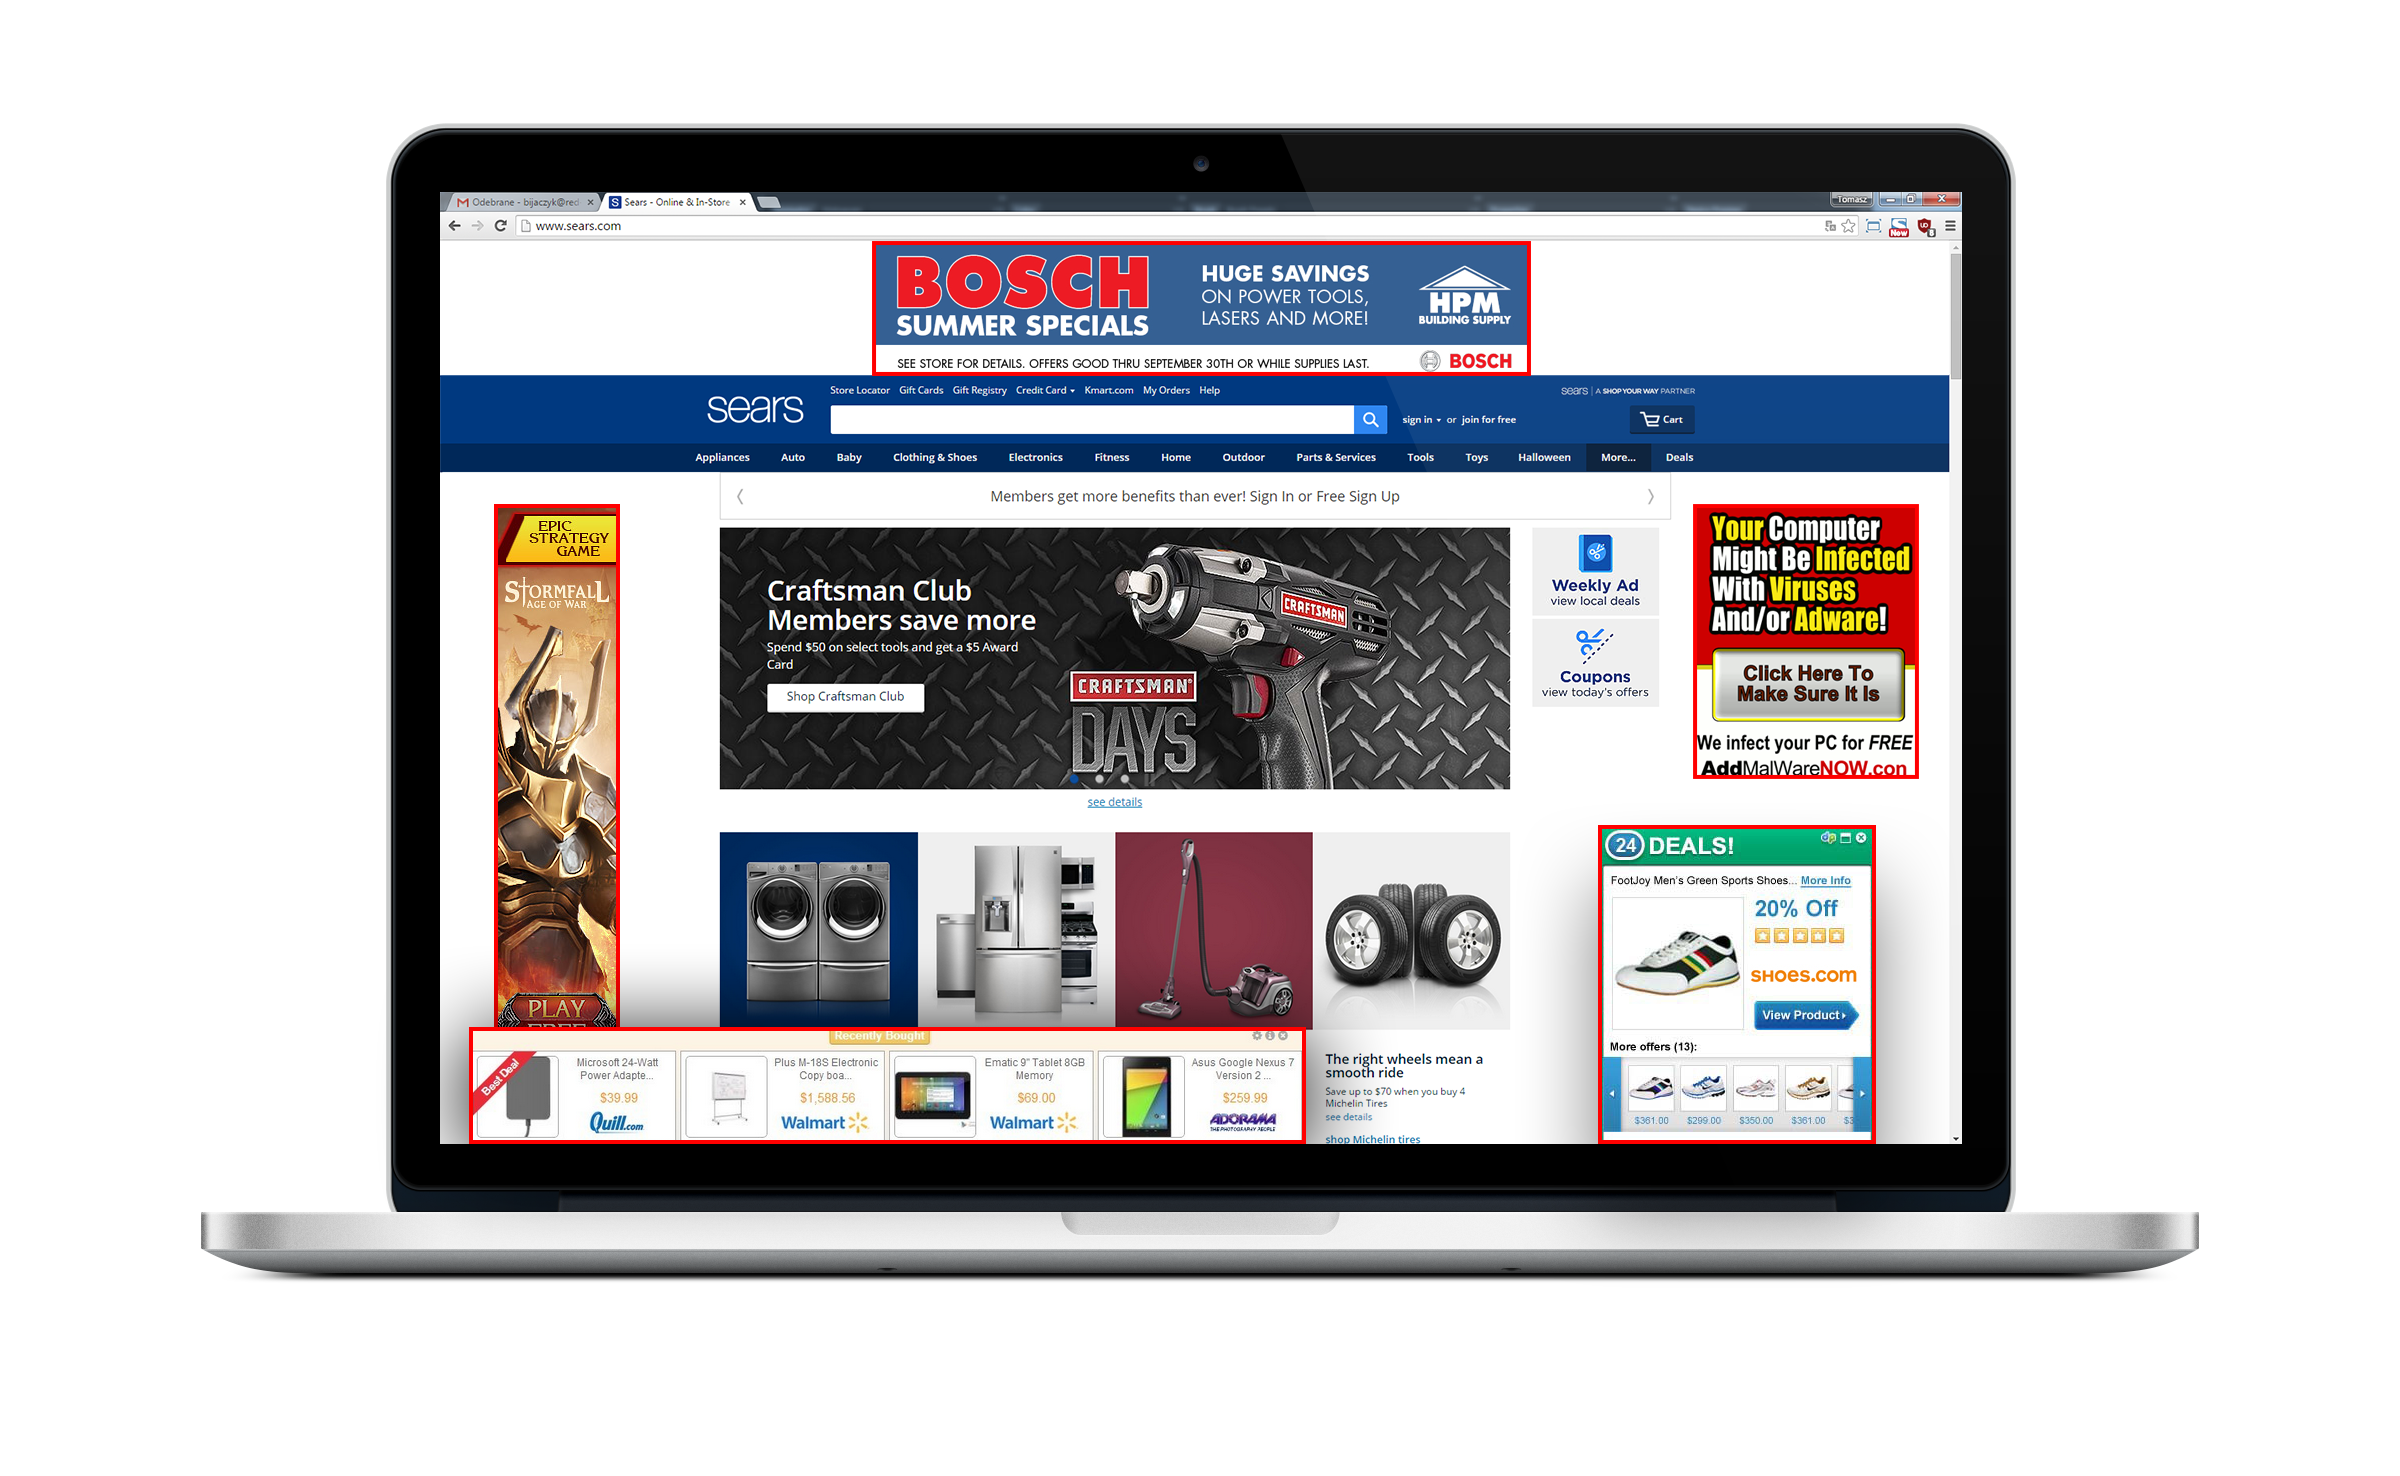 Odebrane - bijaczyk@red
Sears - Online & In-Store
Tomasz
www.sears.com
New
BOSCH
SUMMER SPECIALS
HUGE SAVINGS
ON POWER TOOLS,
LASERS AND MORE!
HPM
BUILDING SUPPLY
SEE STORE FOR DETAILS. OFFERS GOOD THRU SEPTEMBER 30TH OR WHILE SUPPLIES LAST.
BOSCH
Store Locator Gift Cards Gift Registry Credit Card Kmart.com My Orders Help
sears | A SHOP YOUR WAY PARTNER
sears
sign in or join for free
Cart
Appliances Auto Baby Clothing & Shoes Electronics Fitness Home Outdoor Parts & Services Tools Toys Halloween More... Deals
Members get more benefits than ever! Sign In or Free Sign Up
EPIC
STRATEGY
GAME
STORMFALL
AGE OF WAR
PLAY
FREE
Craftsman Club
Members save more
Spend $50 on select tools and get a $5 Award
Card
Shop Craftsman Club
CRAFTSMAN
CRAFTSMAN
DAYS
see details
Weekly Ad
view local deals
Coupons
view today's offers
Your Computer
Might Be Infected
With Viruses
And/or Adware!
Click Here To
Make Sure It Is
We infect your PC for FREE
AddMalWareNOW.con
24 DEALS!
FootJoy Men's Green Sports Shoes... More Info
20% Off
SHOES.COM
View Product
More offers (13):
$361.00 $299.00 $350.00 $361.00 $3
Recently Bought
Best Deal
Microsoft 24-Watt
Power Adapte...
$39.99
Quill.com
Plus M-18S Electronic
Copy boa...
$1,588.56
Walmart
Ematic 9" Tablet 8GB
Memory
$69.00
Walmart
Asus Google Nexus 7
Version 2 ...
$259.99
ADORAMA
THE PHOTOGRAPHY PEOPLE
The right wheels mean a
smooth ride
Save up to $70 when you buy 4
Michelin Tires
see details
shop Michelin tires